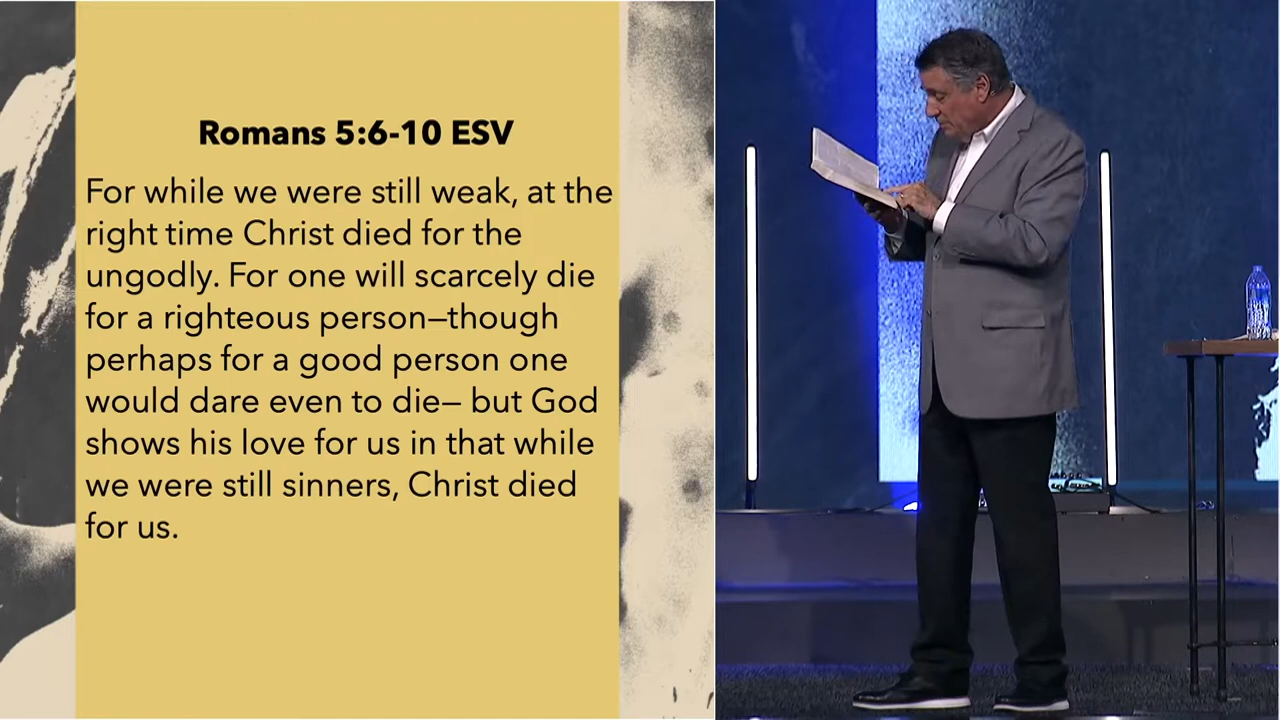 Romans 5:6-10 ESV
For while we were still weak, at the
right time Christ died for the
ungodly. For one will scarcely die
for a righteous person—though
perhaps for a good person one
would dare even to die— but God
shows his love for us in that while
we were still sinners, Christ died
for us.